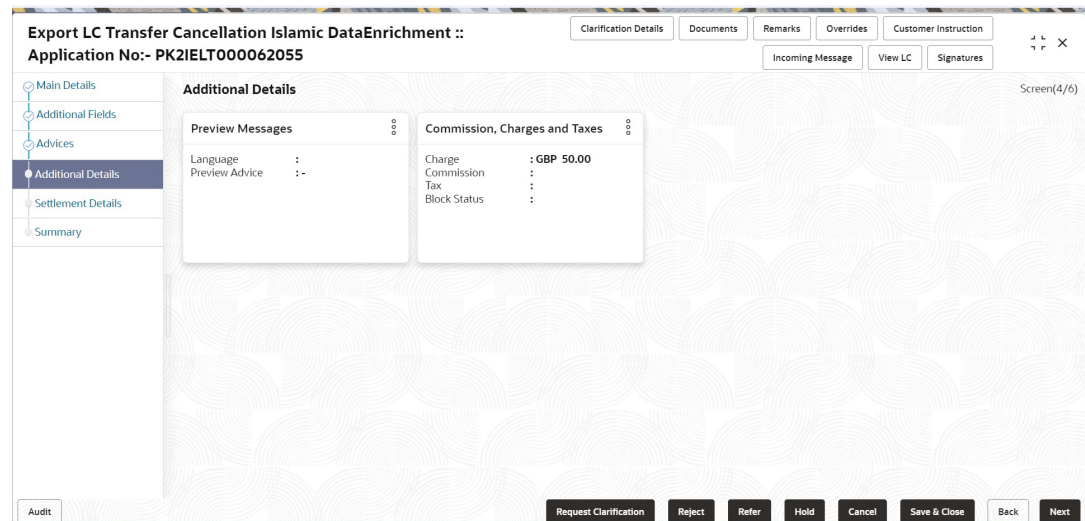 Export LC Transfer Cancellation Islamic DataEnrichment ::
Application No:- PK2IELT000062055
Clarification Details
Documents
Remarks
Overrides
Customer Instruction
Incoming Message
View LC
Signatures
Main Details
Additional Fields
Advices
Additional Details
Settlement Details
Summary
Additional Details
Screen(4/6)
Preview Messages
Language :
Preview Advice : -
Commission, Charges and Taxes
Charge : GBP 50.00
Commission :
Tax :
Block Status :
Audit
Request Clarification
Reject
Refer
Hold
Cancel
Save & Close
Back
Next